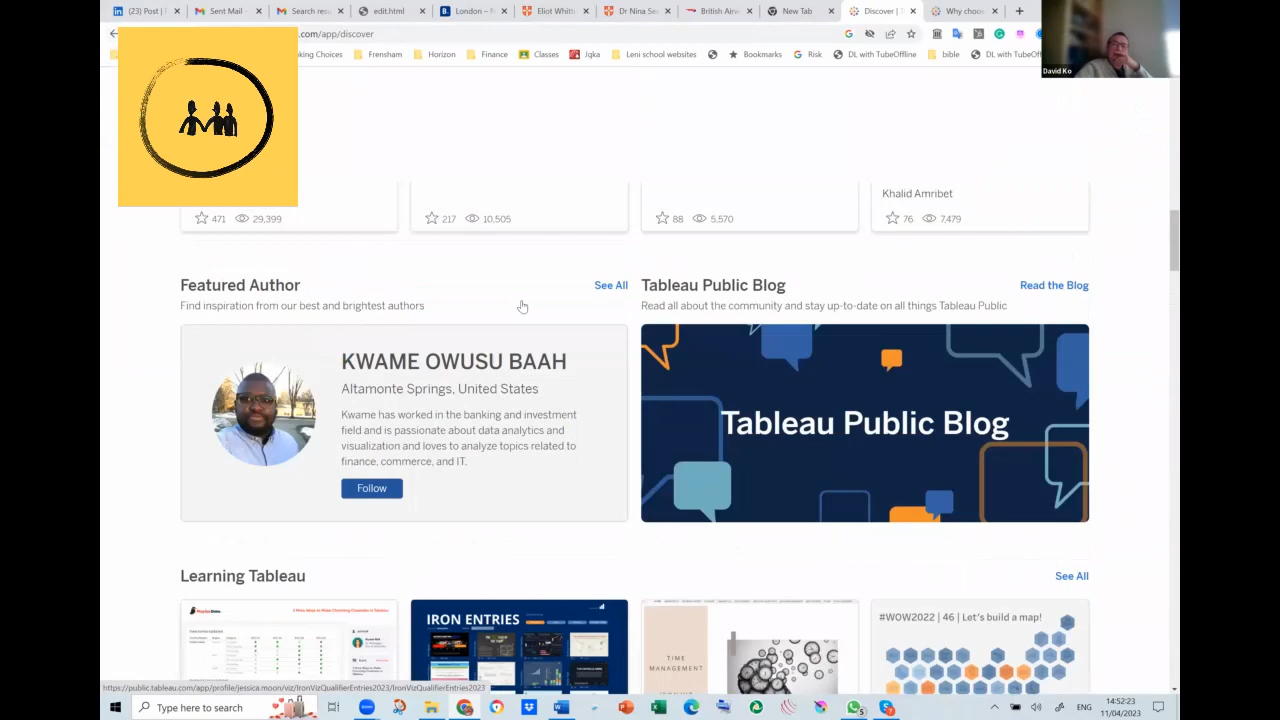 (23) Post | F
Sent Mail -
Search resu
edit.html
London – R
Eliot Whitti
Dr Nina Se
British Airw
New Tab
Discover | T
Why choos
.com/app/discover
king Choices
Frensham
Horizon
Finance
Classes
Jqka
Leni school websites
Bookmarks
Risk
DL with TubeOffline
bible
DL with TubeOffl
David Ko
Khalid Amribet
471 29,399
217 10,505
88 5,570
76 7,479
Featured Author
See All
Find inspiration from our best and brightest authors
KWAME OWUSU BAAH
Altamonte Springs, United States
Kwame has worked in the banking and investment
field and is passionate about data analytics and
visualization and loves to analyze topics related to
finance, commerce, and IT.
Follow
Tableau Public Blog
Read the Blog
Read all about the community and stay up-to-date on all things Tableau Public
Tableau Public Blog
Learning Tableau
See All
IRON ENTRIES
TIME
MANAGEMENT
#WOW2022 | 46 | Let's build a map!
https://public.tableau.com/app/profile/jessica.moon/viz/IronVizQualifierEntries2023/IronVizQualifierEntries2023
Type here to search
ENG
14:52:23
11/04/2023